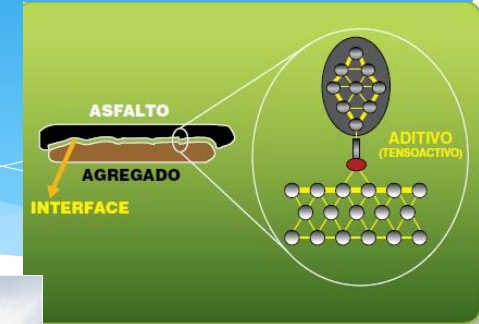 ASFALTO
AGREGADO
INTERFACE
ADITIVO
(TENSOACTIVO)